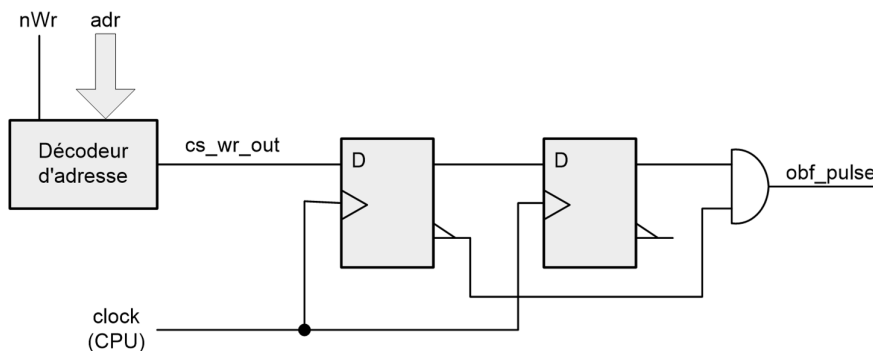 nWr
adr
Décodeur
d'adresse
cs_wr_out
D
D
obf_pulse
clock
(CPU)